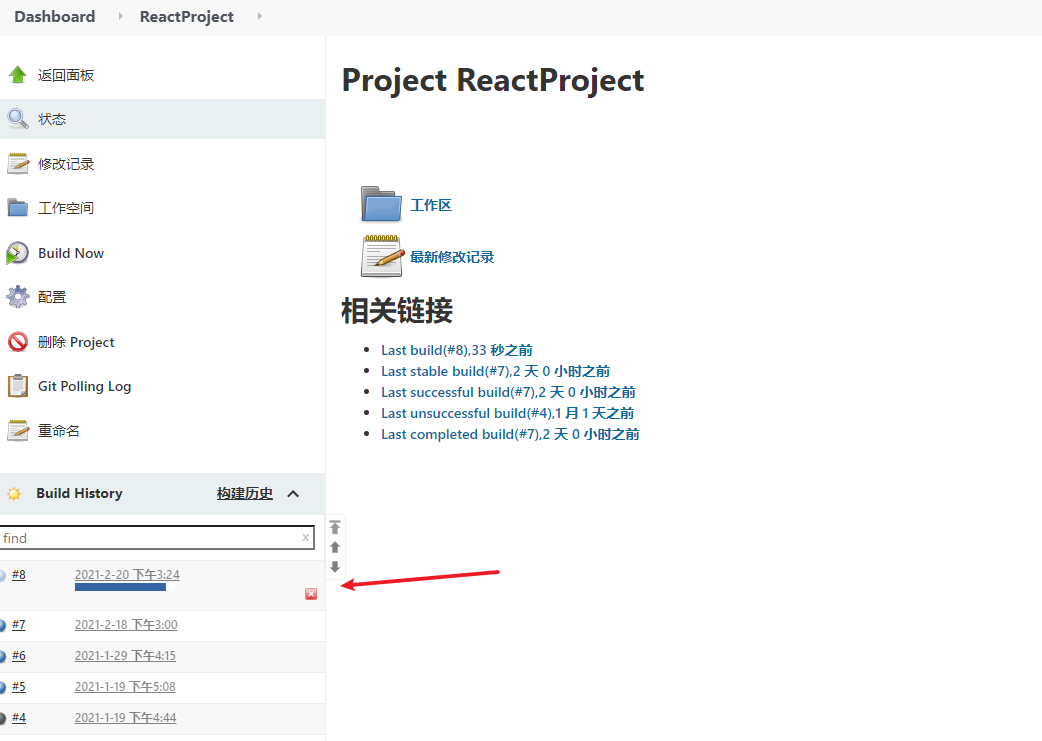 Dashboard ReactProject
返回面板
状态
修改记录
工作空间
Build Now
配置
删除 Project
Git Polling Log
重命名
Build History 构建历史
find x
#8 2021-2-20 下午3:24
#7 2021-2-18 下午3:00
#6 2021-1-29 下午4:15
#5 2021-1-19 下午5:08
#4 2021-1-19 下午4:44
Project ReactProject
工作区
最新修改记录
相关链接
Last build(#8),33 秒之前
Last stable build(#7),2 天 0 小时之前
Last successful build(#7),2 天 0 小时之前
Last unsuccessful build(#4),1 月 1 天之前
Last completed build(#7),2 天 0 小时之前